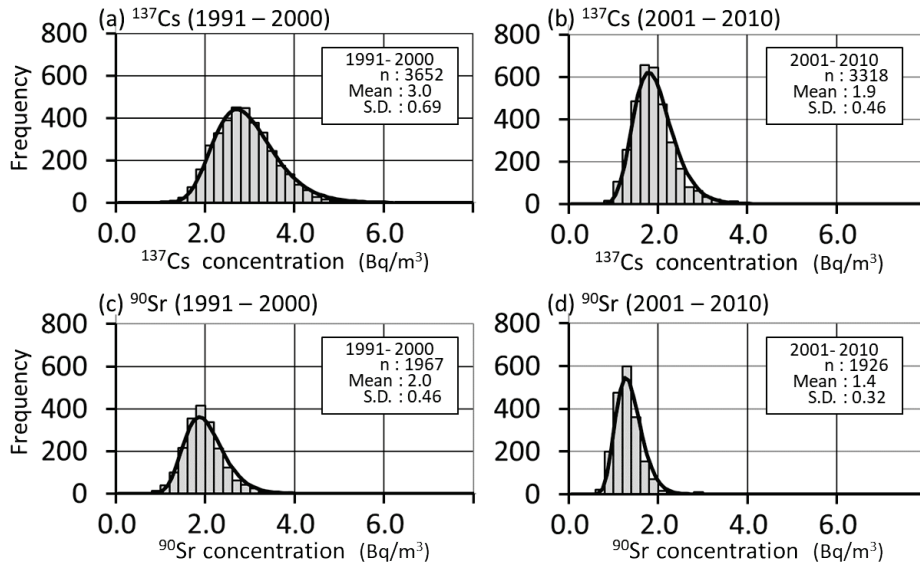 (a) ¹³⁷Cs (1991 – 2000)
800
600
400
200
0
Frequency
1991-2000
n : 3652
Mean : 3.0
S.D. : 0.69
0.0 2.0 4.0 6.0
¹³⁷Cs concentration (Bq/m³)
(b) ¹³⁷Cs (2001 – 2010)
800
600
400
200
0
2001-2010
n : 3318
Mean : 1.9
S.D. : 0.46
0.0 2.0 4.0 6.0
¹³⁷Cs concentration (Bq/m³)
(c) ⁹⁰Sr (1991 – 2000)
800
600
400
200
0
Frequency
1991-2000
n : 1967
Mean : 2.0
S.D. : 0.46
0.0 2.0 4.0 6.0
⁹⁰Sr concentration (Bq/m³)
(d) ⁹⁰Sr (2001 – 2010)
800
600
400
200
0
2001-2010
n : 1926
Mean : 1.4
S.D. : 0.32
0.0 2.0 4.0 6.0
⁹⁰Sr concentration (Bq/m³)